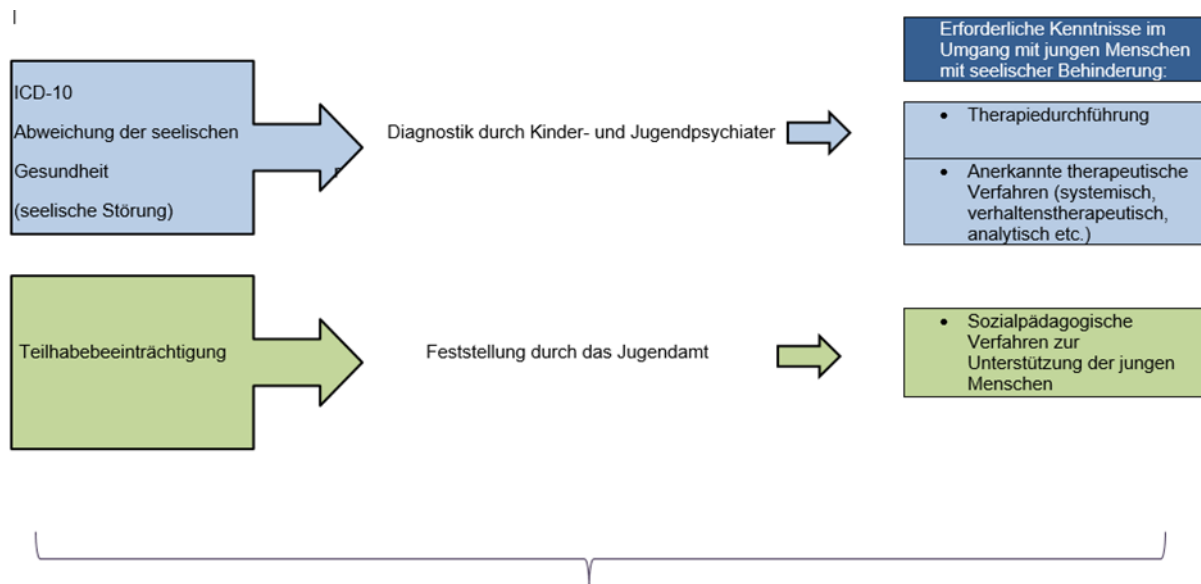 Erforderliche Kenntnisse im
Umgang mit jungen Menschen
mit seelischer Behinderung:
ICD-10
Abweichung der seelischen
Gesundheit
(seelische Störung)
Diagnostik durch Kinder- und Jugendpsychiater
• Therapiedurchführung
• Anerkannte therapeutische
Verfahren (systemisch,
verhaltenstherapeutisch,
analytisch etc.)
Teilhabebeeinträchtigung
Feststellung durch das Jugendamt
• Sozialpädagogische
Verfahren zur
Unterstützung der jungen
Menschen